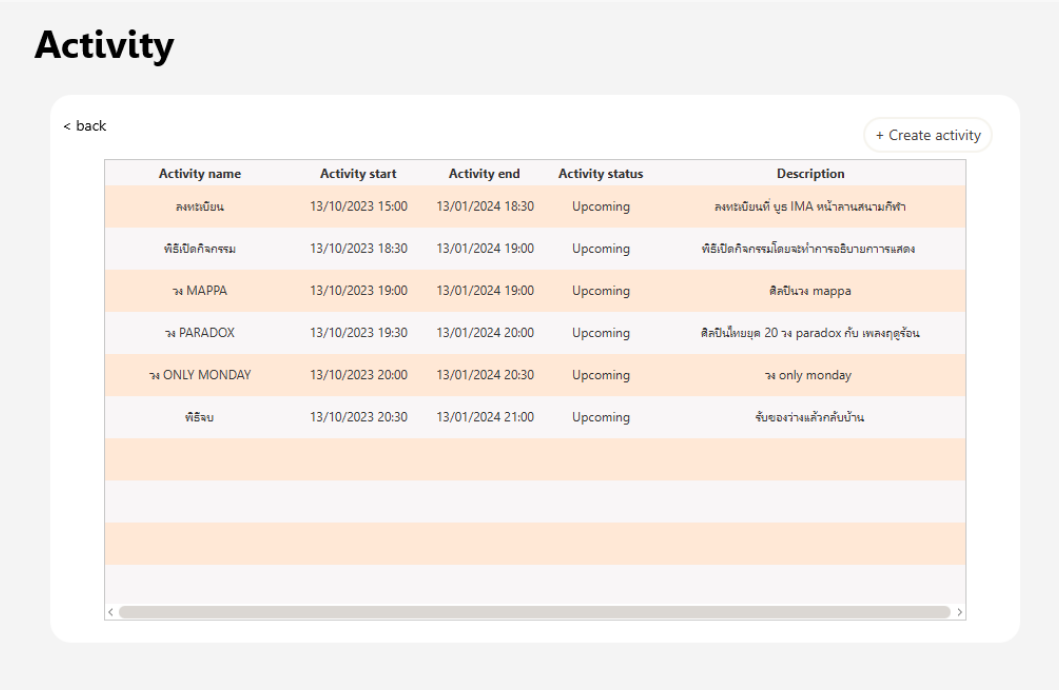 Activity
< back
+ Create activity
Activity name Activity start Activity end Activity status Description
ลงทะเบียน 13/10/2023 15:00 13/01/2024 18:30 Upcoming ลงทะเบียนที่ บูธ IMA หน้าลานสนามกีฬา
พิธีเปิดกิจกรรม 13/10/2023 18:30 13/01/2024 19:00 Upcoming พิธีเปิดกิจกรรมโดยจะทำการอธิบายกาารแสดง
วง MAPPA 13/10/2023 19:00 13/01/2024 19:00 Upcoming ศิลปินวง mappa
วง PARADOX 13/10/2023 19:30 13/01/2024 20:00 Upcoming ศิลปินไทยยุค 20 วง paradox กับ เพลงฤดูร้อน
วง ONLY MONDAY 13/10/2023 20:00 13/01/2024 20:30 Upcoming วง only monday
พิธีจบ 13/10/2023 20:30 13/01/2024 21:00 Upcoming รับของว่างแล้วกลับบ้าน